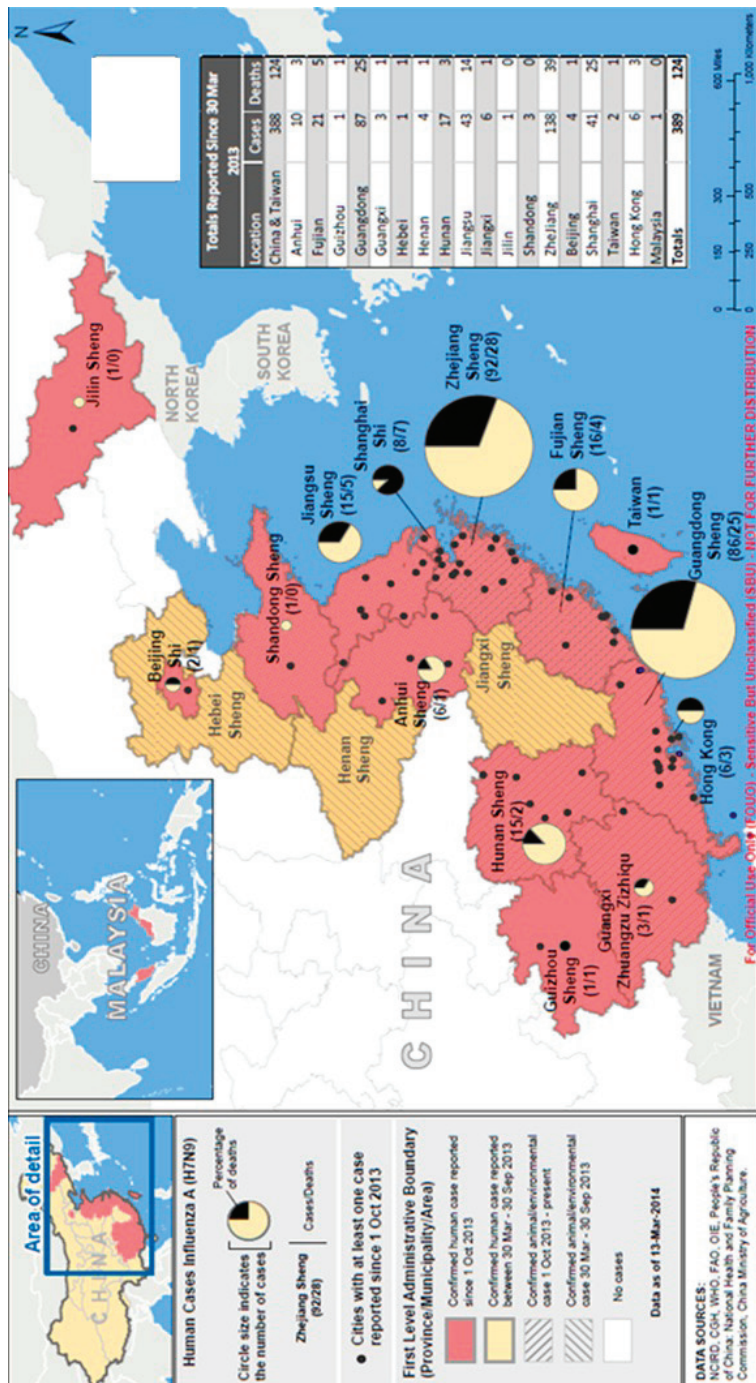 Area of detail
CHINA
Human Cases Influenza A (H7N9)
Circle size indicates
the number of cases
Percentage
of deaths
Zhejiang Sheng
(92/28)
Cases/Deaths
Cities with at least one case
reported since 1 Oct 2013
First Level Administrative Boundary
(Province/Municipality/Area)
Confirmed human case reported
since 1 Oct 2013
Confirmed human case reported
between 30 Mar - 30 Sep 2013
Confirmed animal/environmental
case 1 Oct 2013 - present
Confirmed animal/environmental
case 30 Mar - 30 Sep 2013
No cases
Data as of 13-Mar-2014
DATA SOURCES:
NCIRD, CGH, WHO, FAO, OIE, People's Republic
of China: National Health and Family Planning
Commission, China Ministry of Agriculture
CHINA
MALAYSIA
CHINA
VIETNAM
NORTH
KOREA
SOUTH
KOREA
Jilin Sheng
(1/0)
Beijing
Shi
(2/1)
Hebei
Sheng
Shandong Sheng
(1/0)
Henan
Sheng
Jiangsu
Sheng
(15/5)
Shanghai
Shi
(8/7)
Anhui
Sheng
(6/1)
Zhejiang
Sheng
(92/28)
Jiangxi
Sheng
Fujian
Sheng
(16/4)
Hunan Sheng
(15/2)
Taiwan
(1/1)
Guizhou
Sheng
(1/1)
Guangxi
Zhuangzu Zizhiqu
(3/1)
Guangdong
Sheng
(86/25)
Hong Kong
(6/3)
N
Totals Reported Since 30 Mar
2013
Location Cases Deaths
China & Taiwan 388 124
Anhui 10 3
Fujian 21 5
Guizhou 1 1
Guangdong 87 25
Guangxi 3 1
Hebei 1 1
Henan 4 1
Hunan 17 3
Jiangsu 43 14
Jiangxi 6 1
Jilin 1 0
Shandong 3 0
ZheJiang 138 39
Beijing 4 1
Shanghai 41 25
Taiwan 2 1
Hong Kong 6 3
Malaysia 1 0
Totals 389 124
0 150 300 600 Miles
0 250 500 1,000 Kilometers
For Official Use Only (FOUO) - Sensitive But Unclassified (SBU) - NOT FOR FURTHER DISTRIBUTION